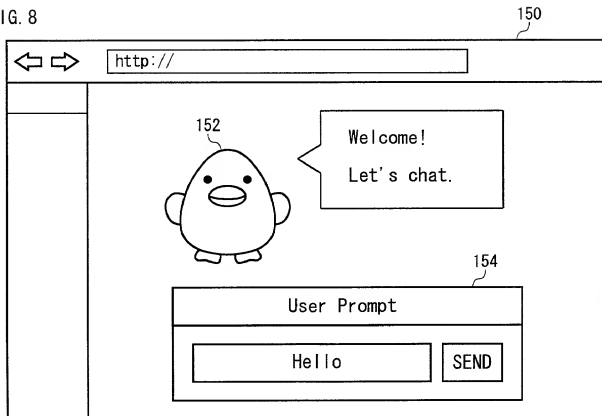 IG. 8
150
http://
152
Welcome!
Let's chat.
154
User Prompt
Hello
SEND